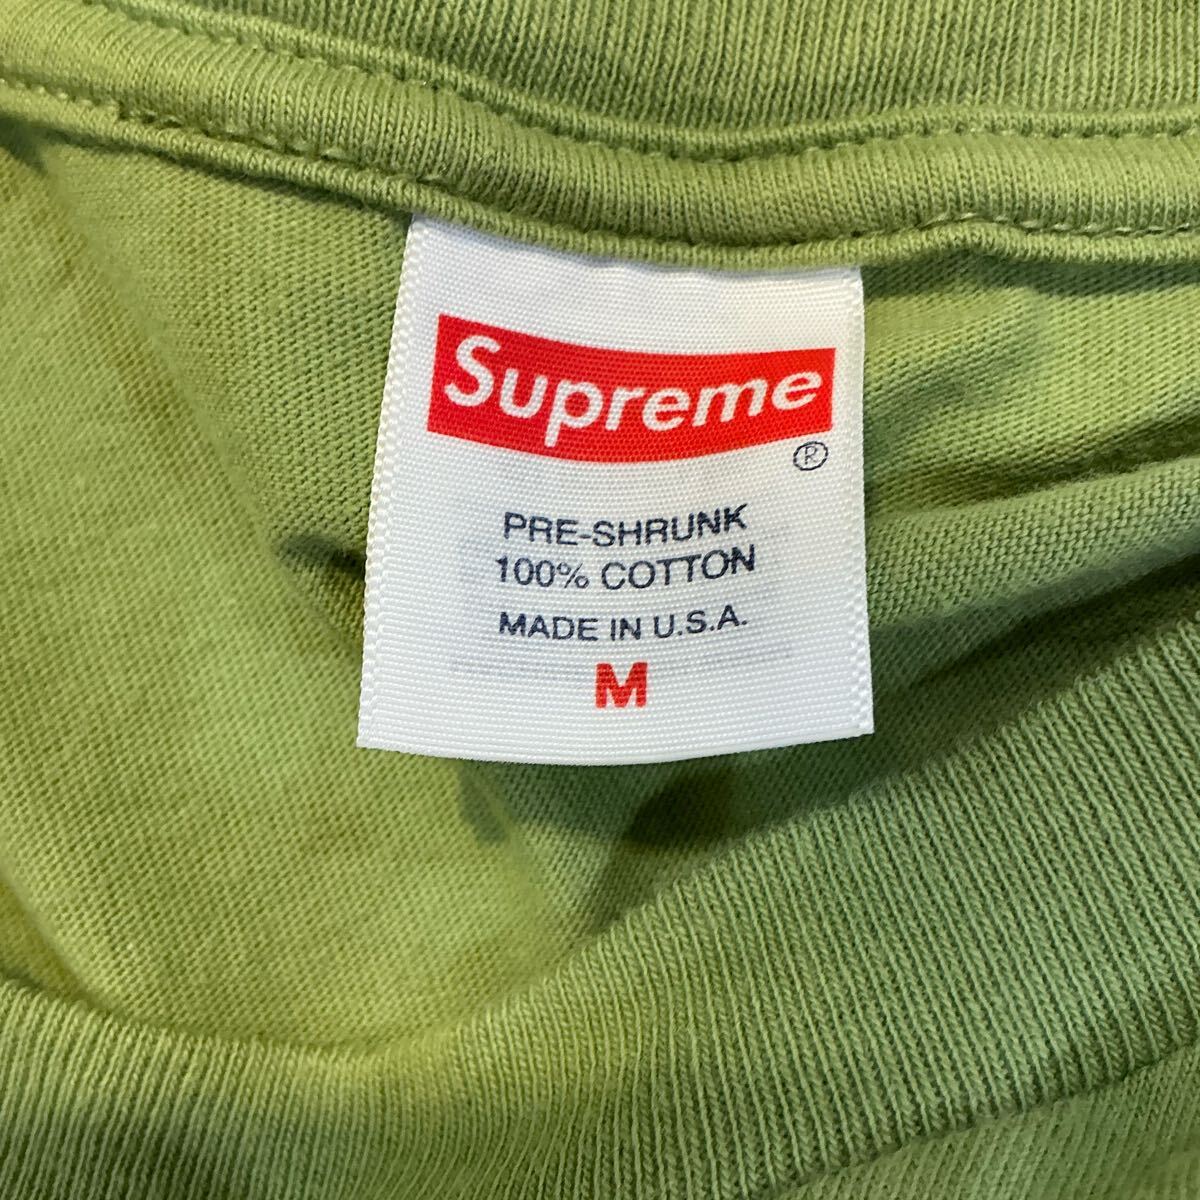 Supreme
®
PRE-SHRUNK
100% COTTON
MADE IN U.S.A.
M